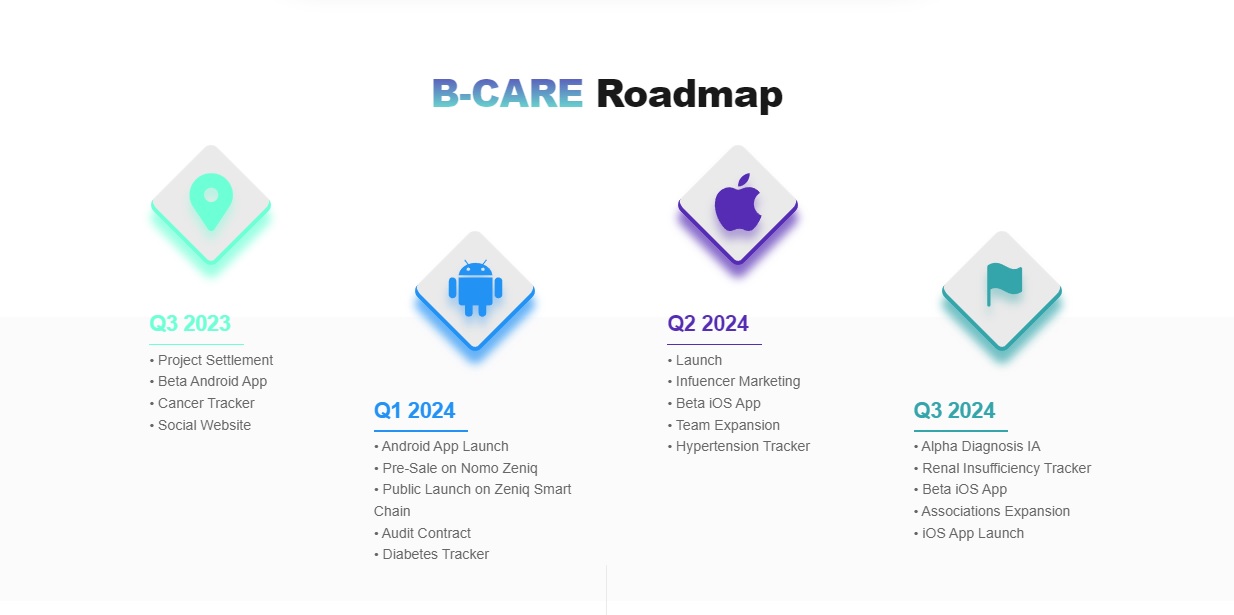 B-CARE Roadmap
Q3 2023
• Project Settlement
• Beta Android App
• Cancer Tracker
• Social Website
Q1 2024
• Android App Launch
• Pre-Sale on Nomo Zeniq
• Public Launch on Zeniq Smart
Chain
• Audit Contract
• Diabetes Tracker
Q2 2024
• Launch
• Infuencer Marketing
• Beta iOS App
• Team Expansion
• Hypertension Tracker
Q3 2024
• Alpha Diagnosis IA
• Renal Insufficiency Tracker
• Beta iOS App
• Associations Expansion
• iOS App Launch